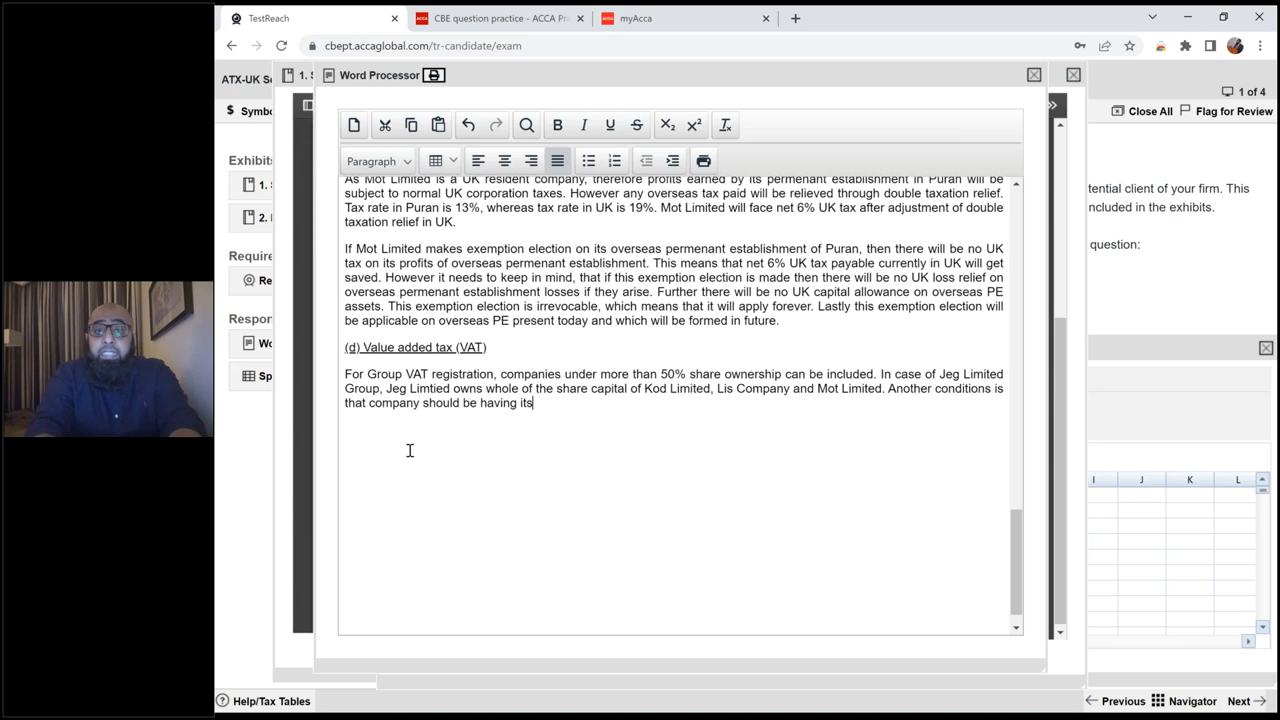 TestReach
CBE question practice - ACCA Pra
myAcca
cbept.accaglobal.com/tr-candidate/exam
ATX-UK Se
1. S
Word Processor
1 of 4
$ Symbo
Close All
Flag for Review
Exhibits
1. S
2.
Require
Re
Respon
Wo
Sp
Paragraph
As Mot Limited is a UK resident company, therefore profits earned by its permenant establishment in Puran will be
subject to normal UK corporation taxes. However any overseas tax paid will be relieved through double taxation relief.
Tax rate in Puran is 13%, whereas tax rate in UK is 19%. Mot Limited will face net 6% UK tax after adjustment of double
taxation relief in UK.
If Mot Limited makes exemption election on its overseas permenant establishment of Puran, then there will be no UK
tax on its profits of overseas permenant establishment. This means that net 6% UK tax payable currently in UK will get
saved. However it needs to keep in mind, that if this exemption election is made then there will be no UK loss relief on
overseas permenant establishment losses if they arise. Further there will be no UK capital allowance on overseas PE
assets. This exemption election is irrevocable, which means that it will apply forever. Lastly this exemption election will
be applicable on overseas PE present today and which will be formed in future.
(d) Value added tax (VAT)
For Group VAT registration, companies under more than 50% share ownership can be included. In case of Jeg Limited
Group, Jeg Limtied owns whole of the share capital of Kod Limited, Lis Company and Mot Limited. Another conditions is
that company should be having its
tential client of your firm. This
ncluded in the exhibits.
question:
I J K L
Help/Tax Tables
Previous
Navigator
Next